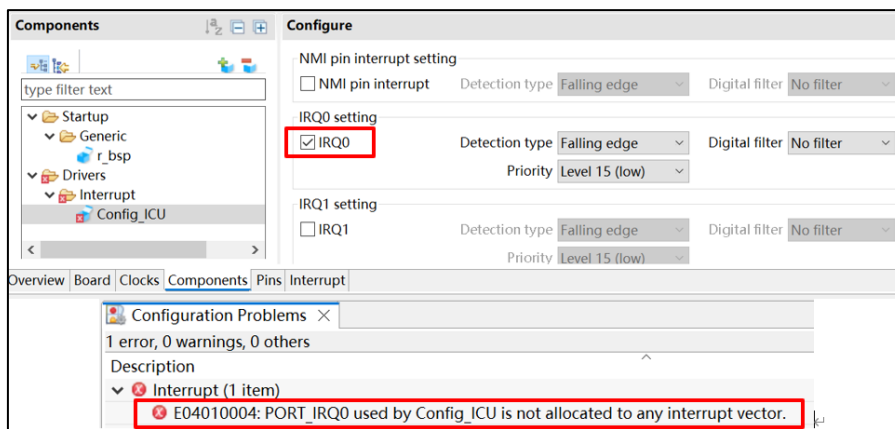 Components
Configure
type filter text
Startup
Generic
r_bsp
Drivers
Interrupt
Config_ICU
NMI pin interrupt setting
NMI pin interrupt Detection type Falling edge Digital filter No filter
IRQ0 setting
IRQ0 Detection type Falling edge Digital filter No filter
Priority Level 15 (low)
IRQ1 setting
IRQ1 Detection type Falling edge Digital filter No filter
Priority Level 15 (low)
Overview Board Clocks Components Pins Interrupt
Configuration Problems
1 error, 0 warnings, 0 others
Description
Interrupt (1 item)
E04010004: PORT_IRQ0 used by Config_ICU is not allocated to any interrupt vector.